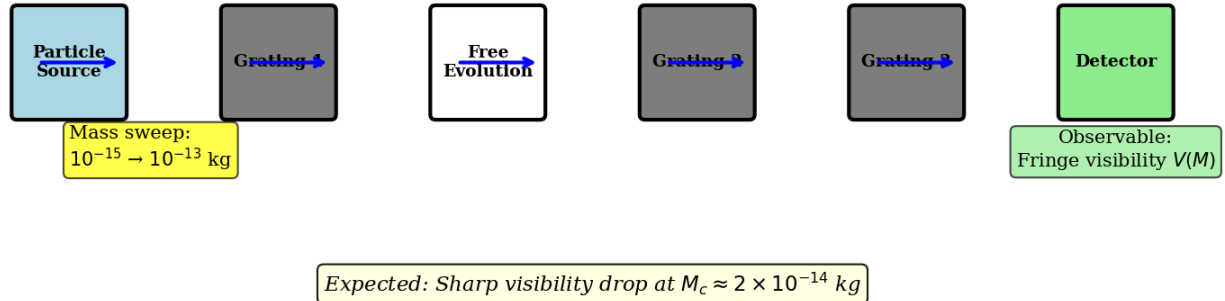 Particle
Source
Grating 1
Free
Evolution
Grating 2
Grating 3
Detector
Mass sweep:
10⁻¹⁵ → 10⁻¹³ kg
Observable:
Fringe visibility V(M)
Expected: Sharp visibility drop at M_c ≈ 2 × 10⁻¹⁴ kg